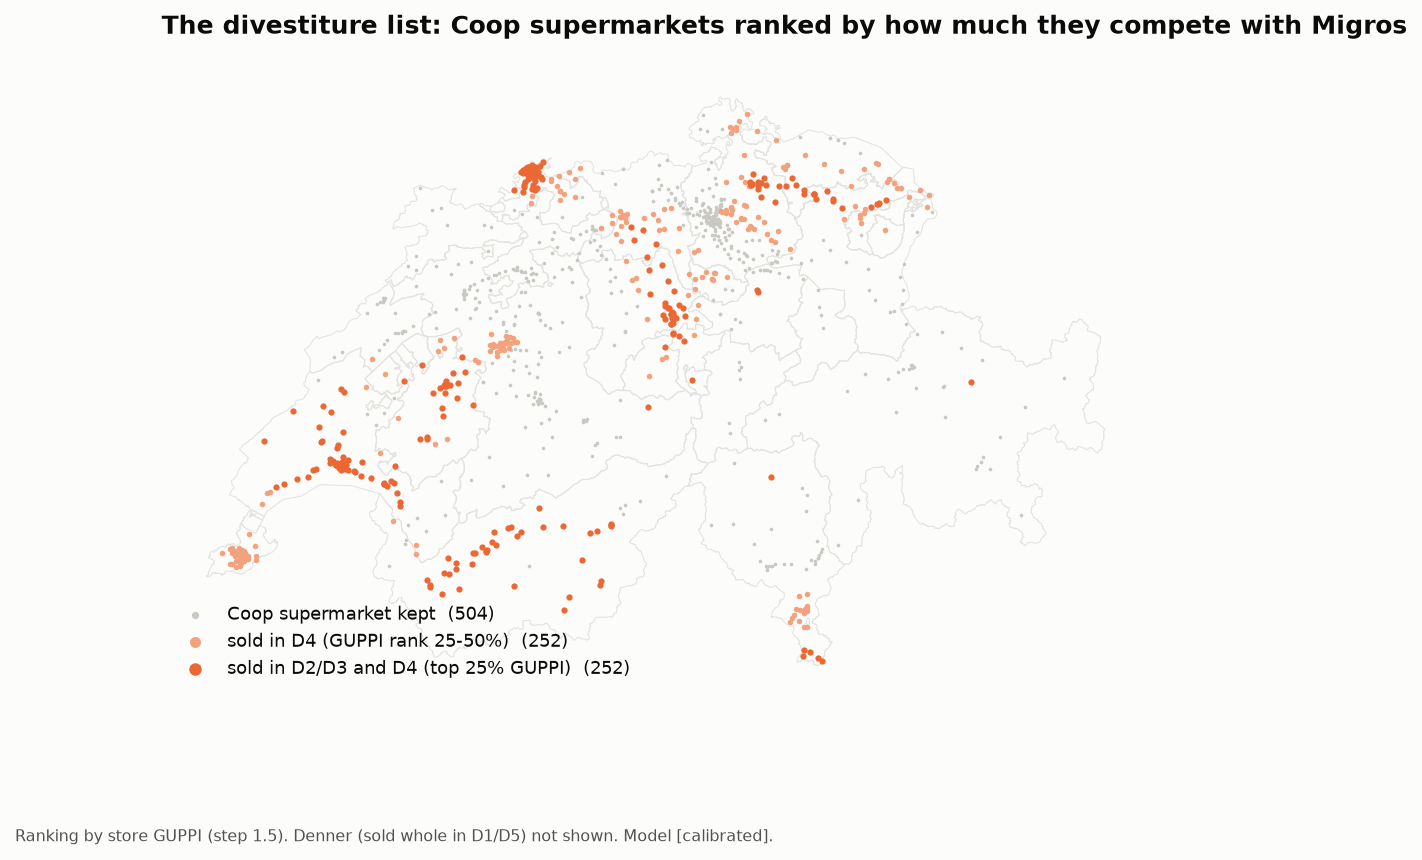 The divestiture list: Coop supermarkets ranked by how much they compete with Migros
Coop supermarket kept  (504)
sold in D4 (GUPPI rank 25-50%)  (252)
sold in D2/D3 and D4 (top 25% GUPPI)  (252)
Ranking by store GUPPI (step 1.5). Denner (sold whole in D1/D5) not shown. Model [calibrated].